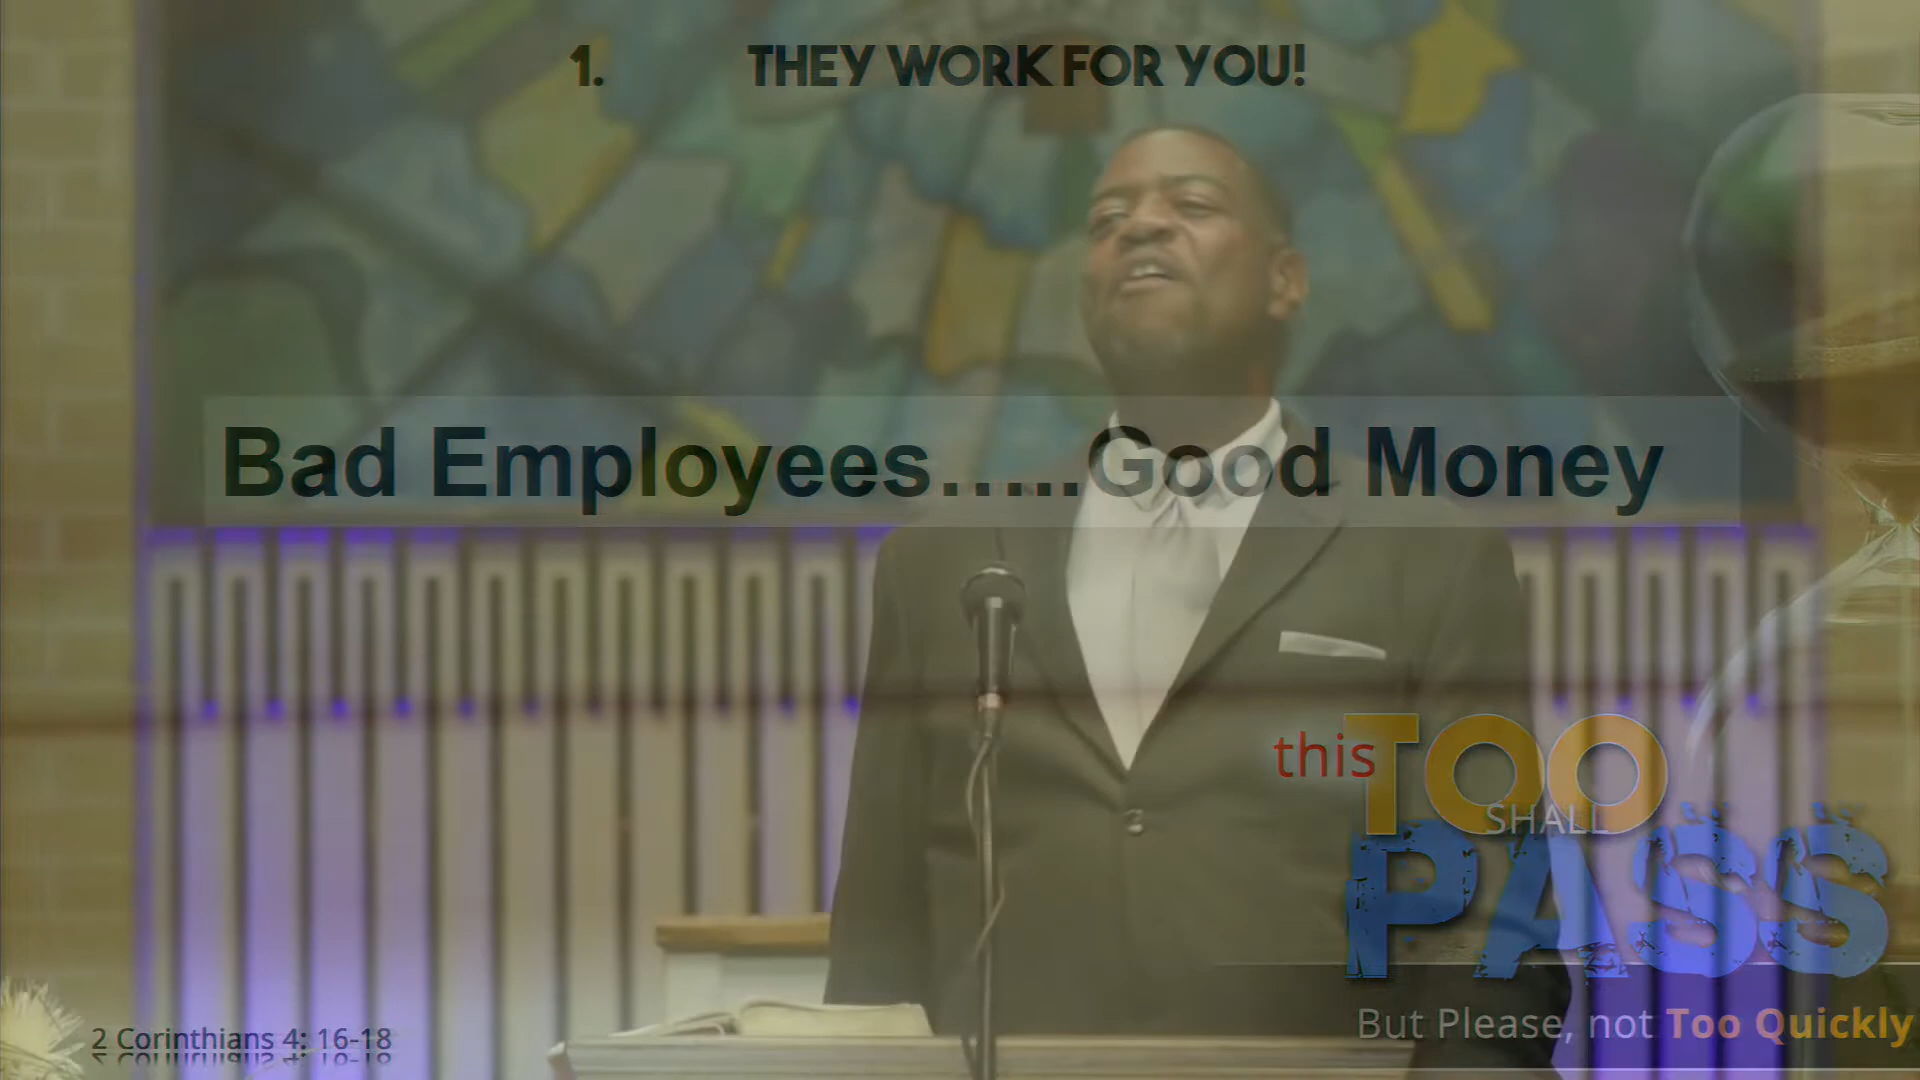 1. THEY WORK FOR YOU!
Bad Employees.....Good Money
this TOO
SHALL
PASS
But Please, not Too Quickly
2 Corinthians 4: 16-18